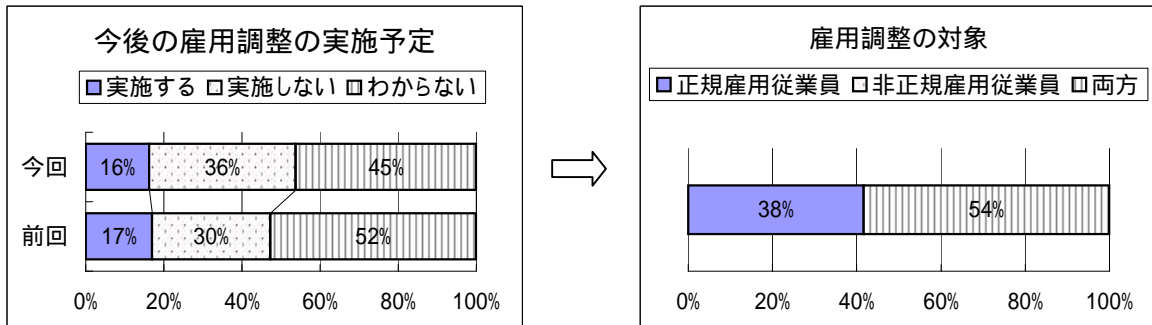 今後の雇用調整の実施予定
実施する 実施しない わからない
今回 16% 36% 45%
前回 17% 30% 52%
0% 20% 40% 60% 80% 100%
雇用調整の対象
正規雇用従業員 非正規雇用従業員 両方
38% 54%
0% 20% 40% 60% 80% 100%